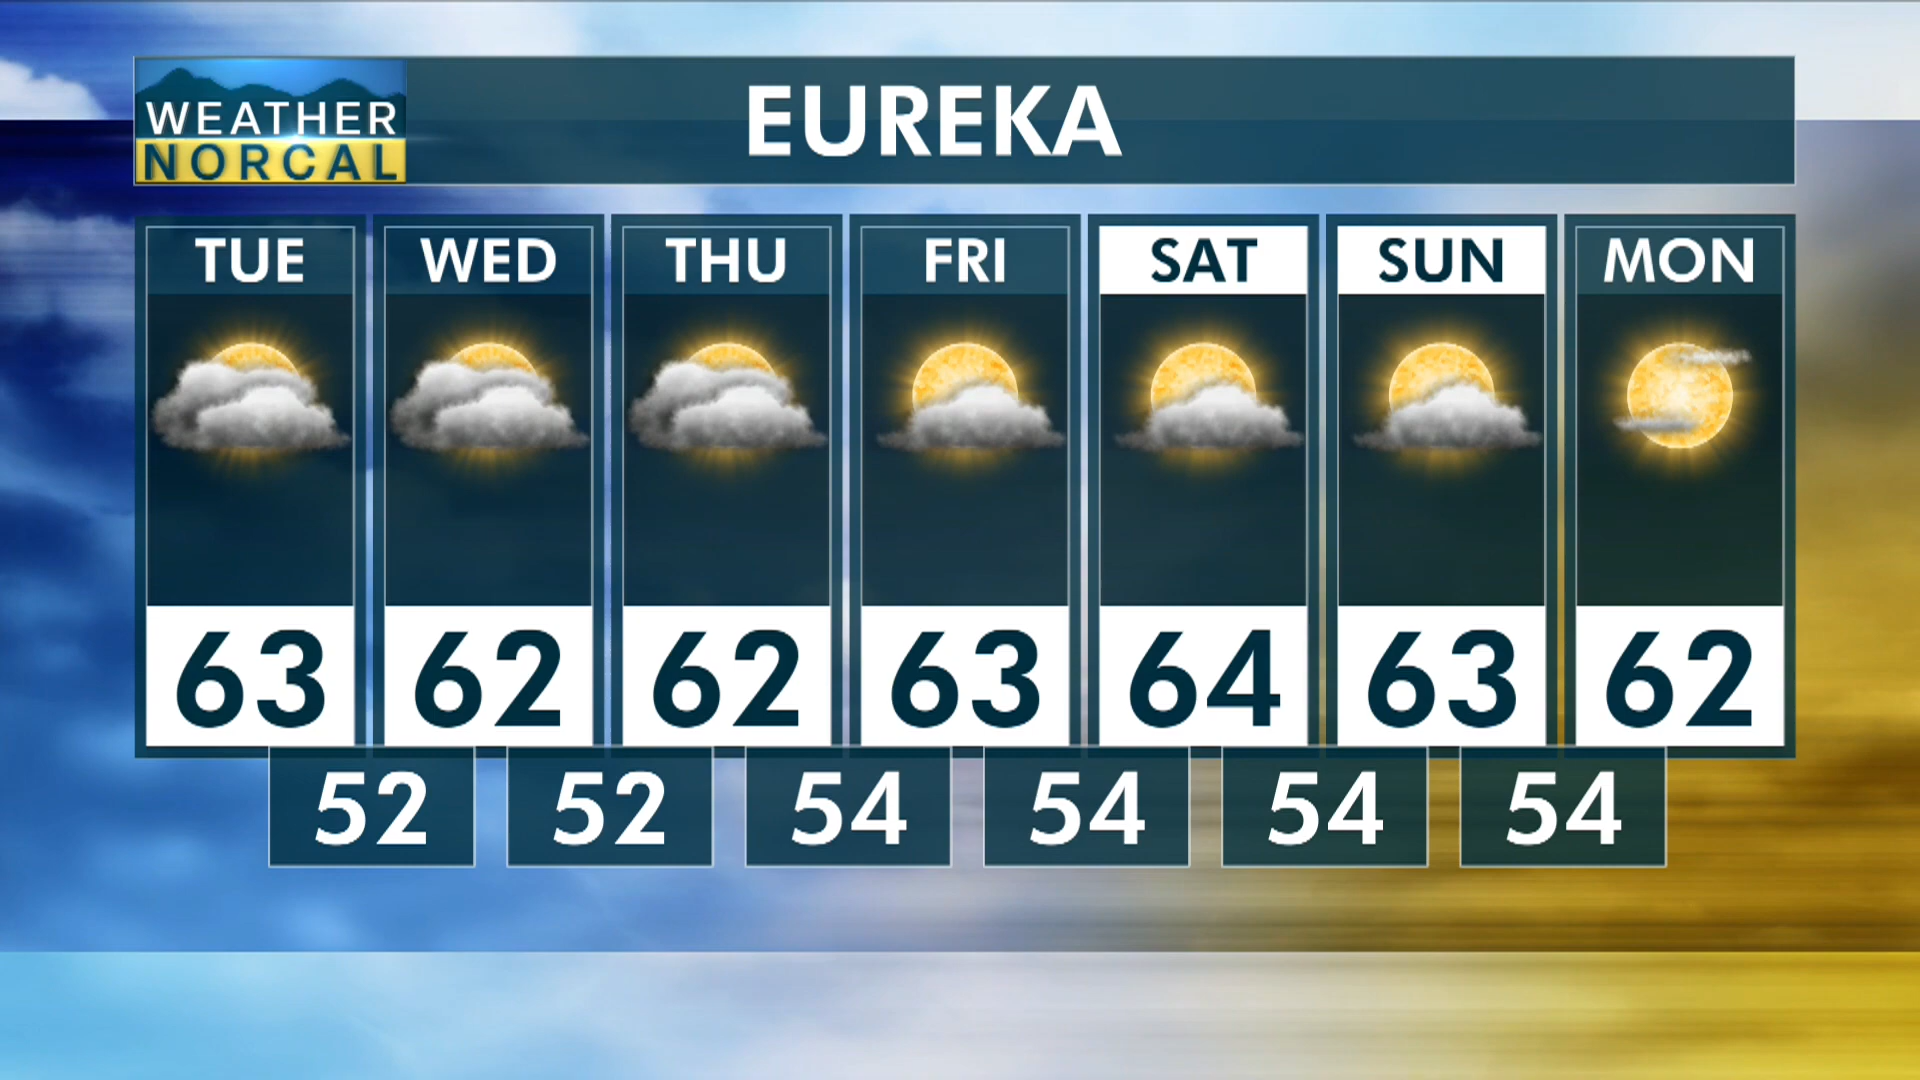 WEATHER
NORCAL
EUREKA
TUE WED THU FRI SAT SUN MON
63 62 62 63 64 63 62
52 52 54 54 54 54